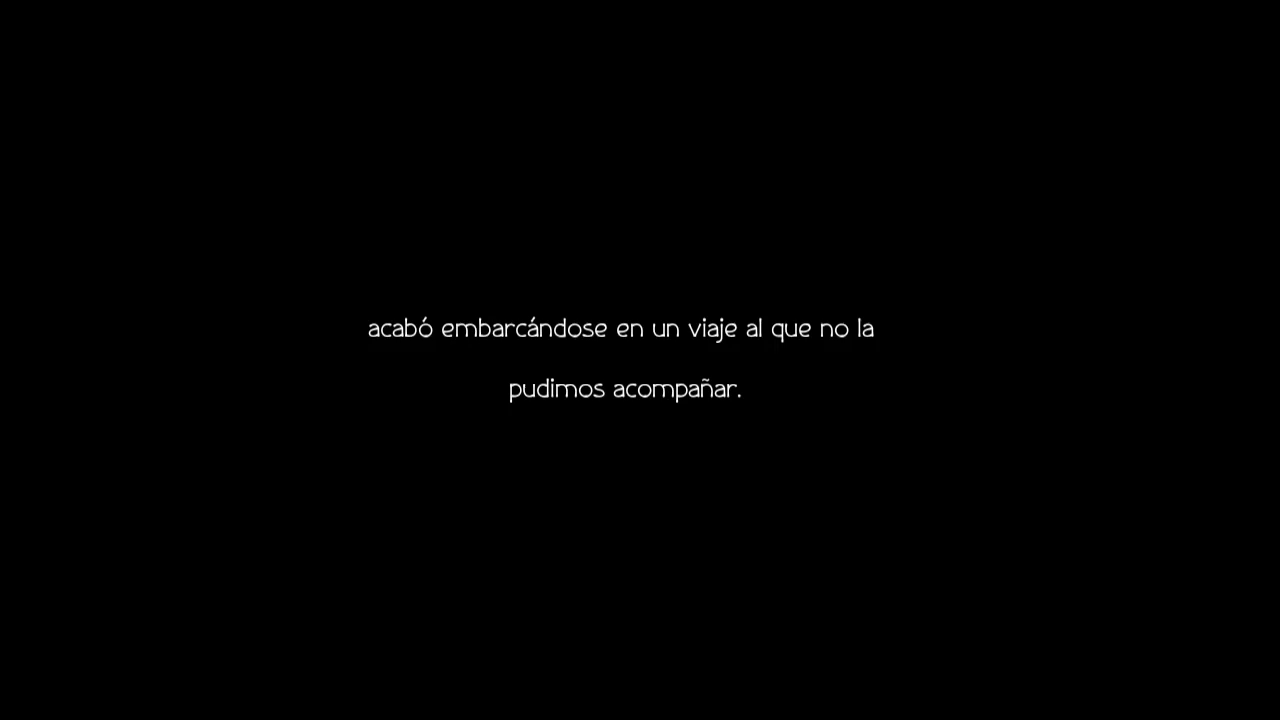 acabó embarcándose en un viaje al que no la
pudimos acompañar.